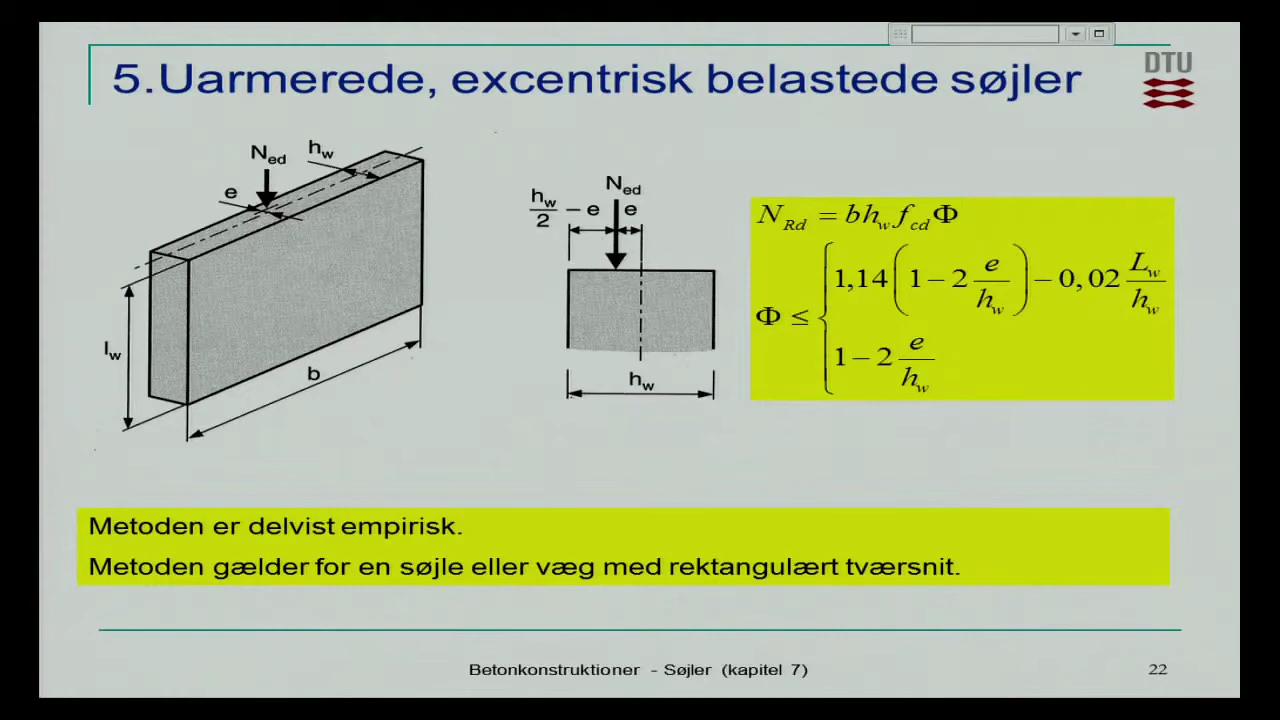 5.Uarmerede, excentrisk belastede søjler
DTU
N_ed
h_w
e
l_w
b
N_ed
h_w/2 − e
e
h_w
N_Rd = bh_w f_cd Φ
Φ ≤ { 1,14 (1 − 2 e/h_w) − 0,02 L_w/h_w
1 − 2 e/h_w
Metoden er delvist empirisk.
Metoden gælder for en søjle eller væg med rektangulært tværsnit.
Betonkonstruktioner - Søjler (kapitel 7)
22